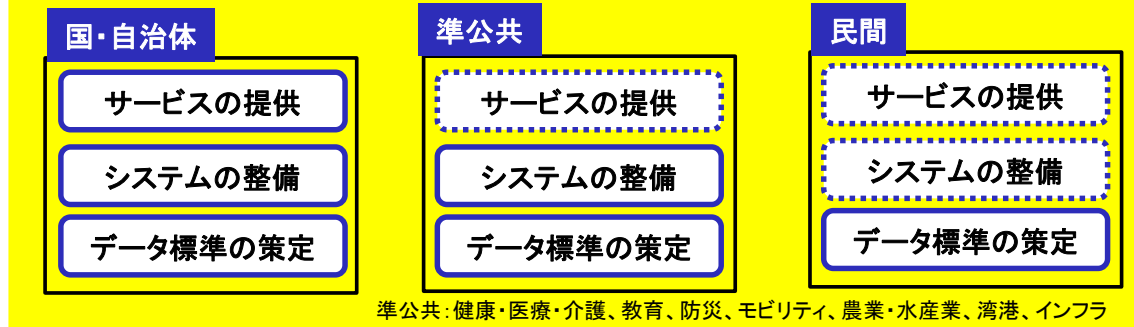 国・自治体
サービスの提供
システムの整備
データ標準の策定
準公共
サービスの提供
システムの整備
データ標準の策定
民間
サービスの提供
システムの整備
データ標準の策定
準公共：健康・医療・介護、教育、防災、モビリティ、農業・水産業、湾港、インフラ